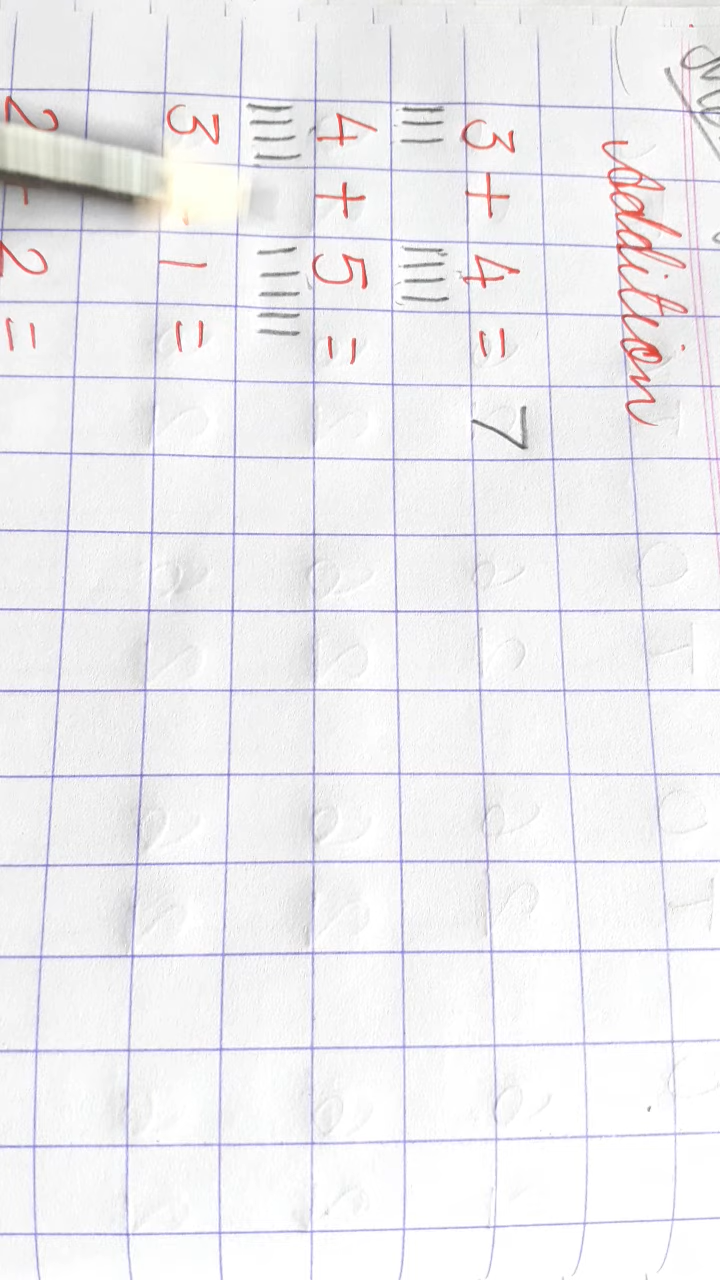 Addition
3 + 4 = 7
||| ||||
4 + 5 =
|||| |||||
3 1 =
2 2 =